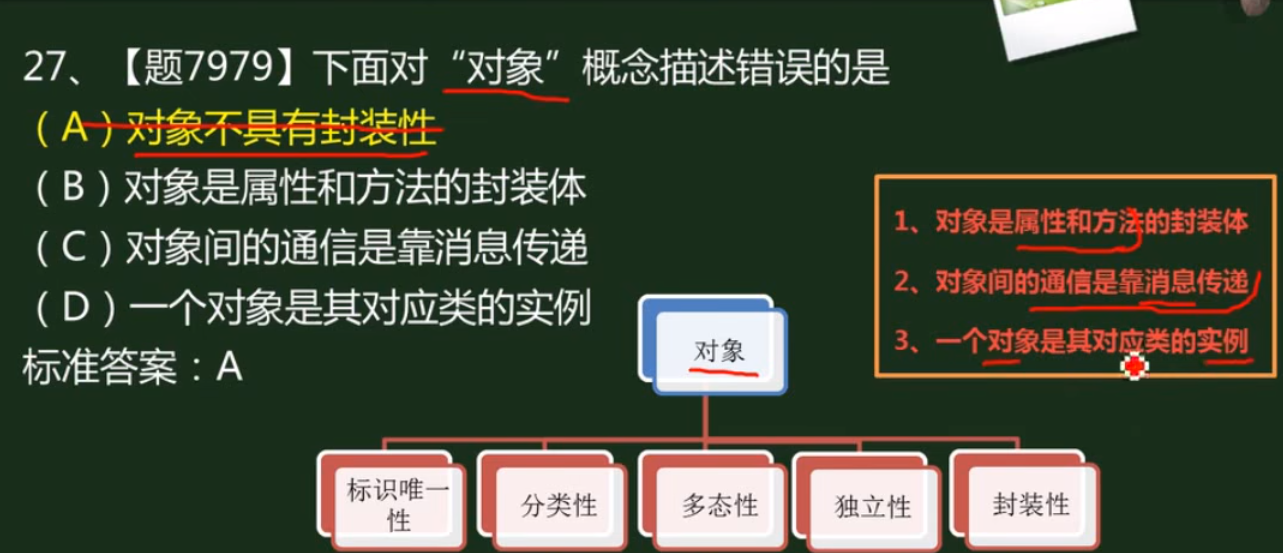 27、【题7979】下面对“对象”概念描述错误的是
（A）对象不具有封装性
（B）对象是属性和方法的封装体
（C）对象间的通信是靠消息传递
（D）一个对象是其对应类的实例
标准答案：A
1、对象是属性和方法的封装体
2、对象间的通信是靠消息传递
3、一个对象是其对应类的实例
对象
标识唯一
性
分类性
多态性
独立性
封装性